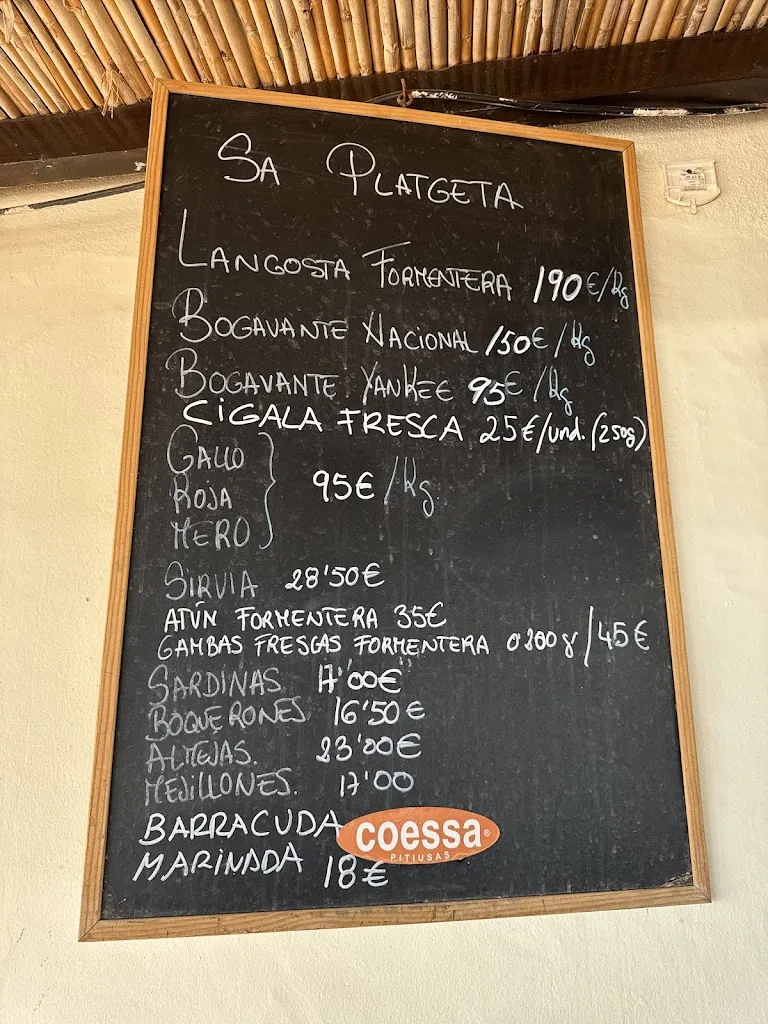 SA PLATGETA
LANGOSTA FORMENTERA 190€/Kg
BOGAVANTE NACIONAL 150€/Kg
BOGAVANTE YANKEE 95€/Kg
CIGALA FRESCA 25€/und. (250g)
GALLO
ROJA
MERO
95€/Kg
SIRVIA 28'50€
ATÚN FORMENTERA 35€
GAMBAS FRESCAS FORMENTERA 0200g/45€
SARDINAS 17'00€
BOQUERONES 16'50€
ALMEJAS. 23'00€
MEJILLONES. 17'00
BARRACUDA
MARINADA 18€
coessa®
PITIUSAS